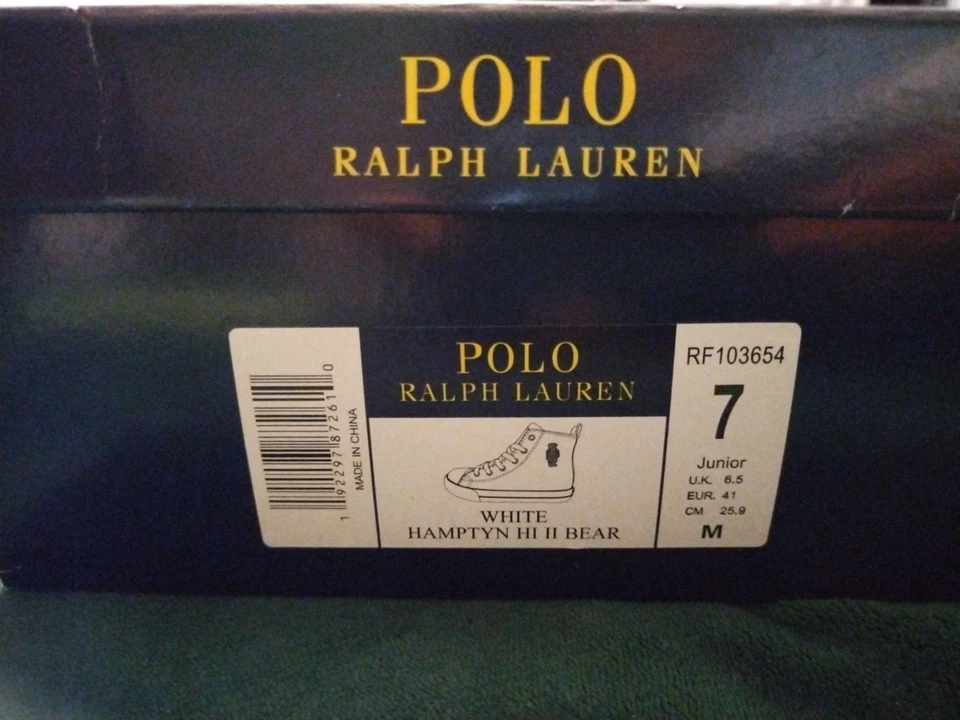 POLO
RALPH LAUREN
1 92297 87261 0
MADE IN CHINA
POLO
RALPH LAUREN
WHITE
HAMPTYN HI II BEAR
RF103654
7
Junior
U.K. 6.5
EUR. 41
CM 25.9
M